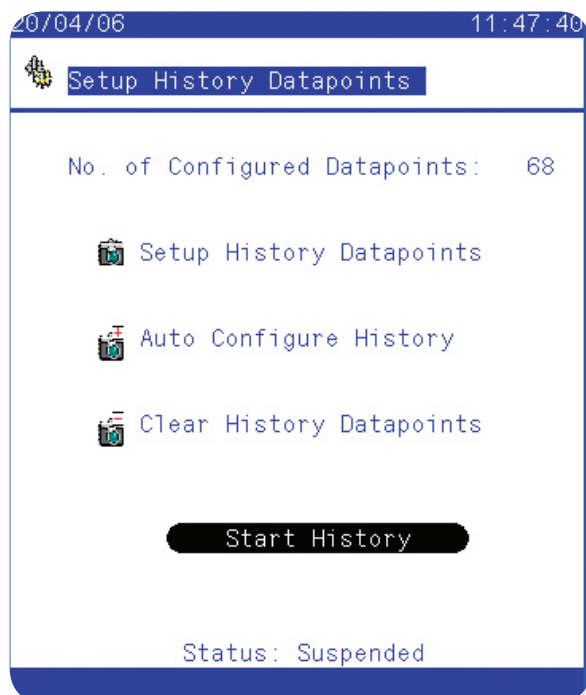 20/04/06 11:47:40
Setup History Datapoints
No. of Configured Datapoints: 68
Setup History Datapoints
Auto Configure History
Clear History Datapoints
Start History
Status: Suspended